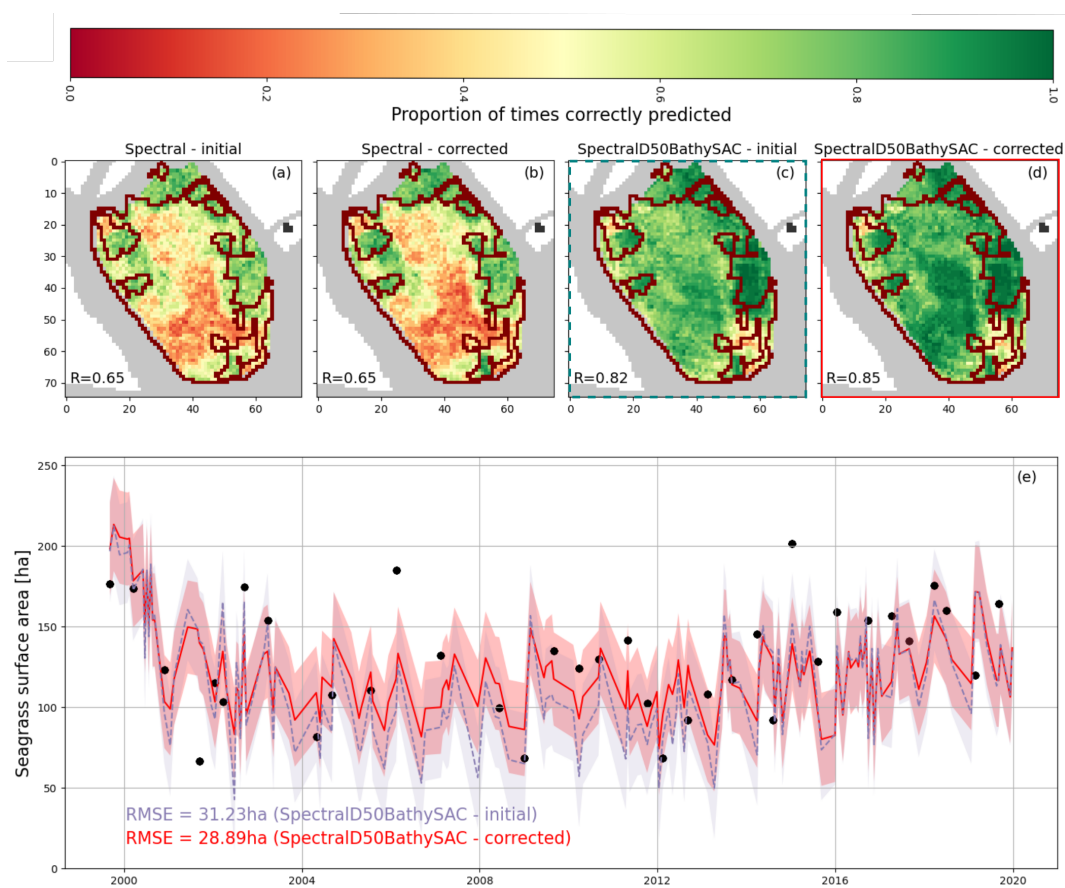 0.0 0.2 0.4 0.6 0.8 1.0
Proportion of times correctly predicted
Spectral - initial Spectral - corrected SpectralD50BathySAC - initial SpectralD50BathySAC - corrected
0 (a) (b) (c) (d)
10
20
30
40
50
60
70 R=0.65 R=0.65 R=0.82 R=0.85
0 20 40 60 0 20 40 60 0 20 40 60 0 20 40 60
Seagrass surface area [ha]
250 (e)
200
150
100
50
RMSE = 31.23ha (SpectralD50BathySAC - initial)
RMSE = 28.89ha (SpectralD50BathySAC - corrected)
0
2000 2004 2008 2012 2016 2020